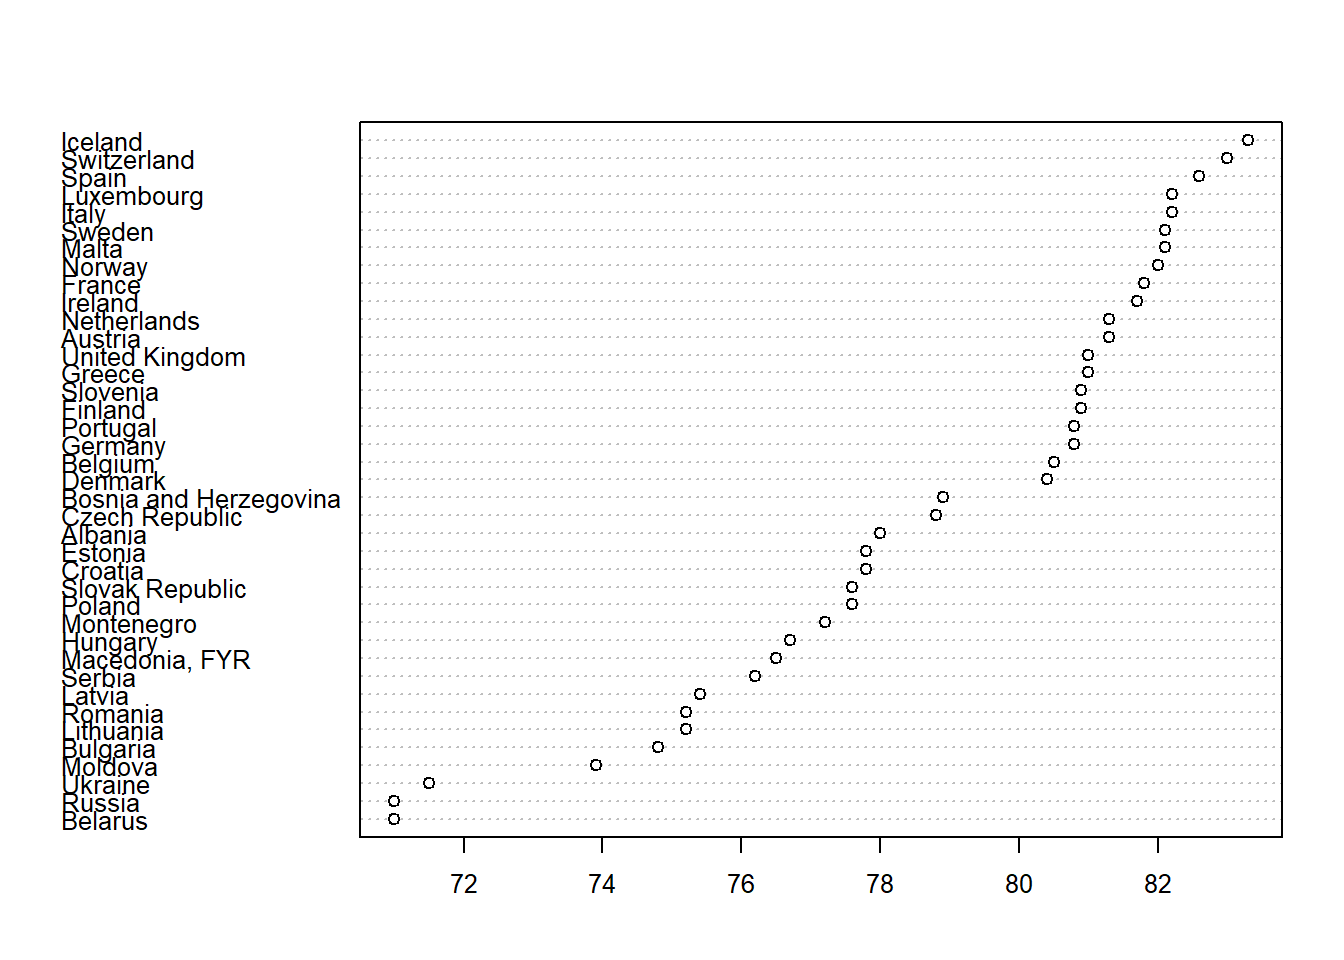 Iceland
Switzerland
Spain
Luxembourg
Italy
Sweden
Malta
Norway
France
Ireland
Netherlands
Austria
United Kingdom
Greece
Slovenia
Finland
Portugal
Germany
Belgium
Denmark
Bosnia and Herzegovina
Czech Republic
Albania
Estonia
Croatia
Slovak Republic
Poland
Montenegro
Hungary
Macedonia, FYR
Serbia
Latvia
Romania
Lithuania
Bulgaria
Moldova
Ukraine
Russia
Belarus
72 74 76 78 80 82